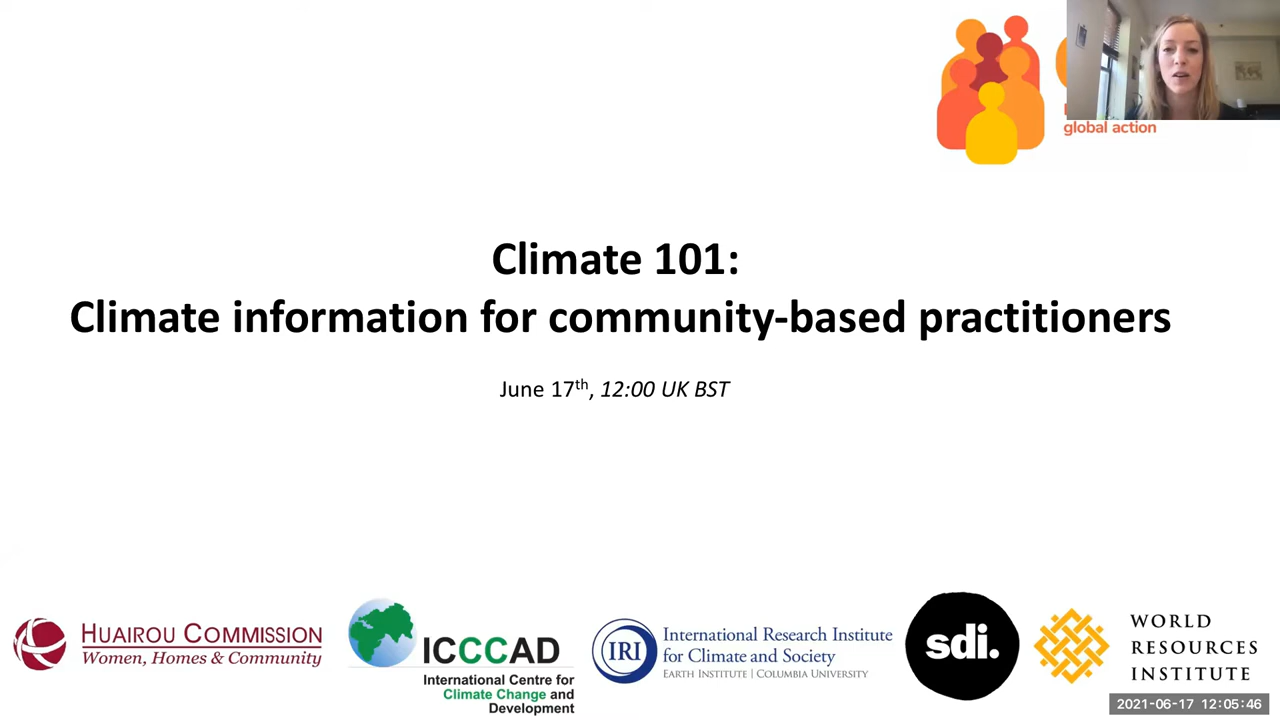 global action
Climate 101:
Climate information for community-based practitioners
June 17th, 12:00 UK BST
HUAIROU COMMISSION
Women, Homes & Community
ICCCAD
International Centre for
Climate Change and
Development
IRI
International Research Institute
for Climate and Society
EARTH INSTITUTE | COLUMBIA UNIVERSITY
sdi.
WORLD
RESOURCES
INSTITUTE
2021-06-17 12:05:46